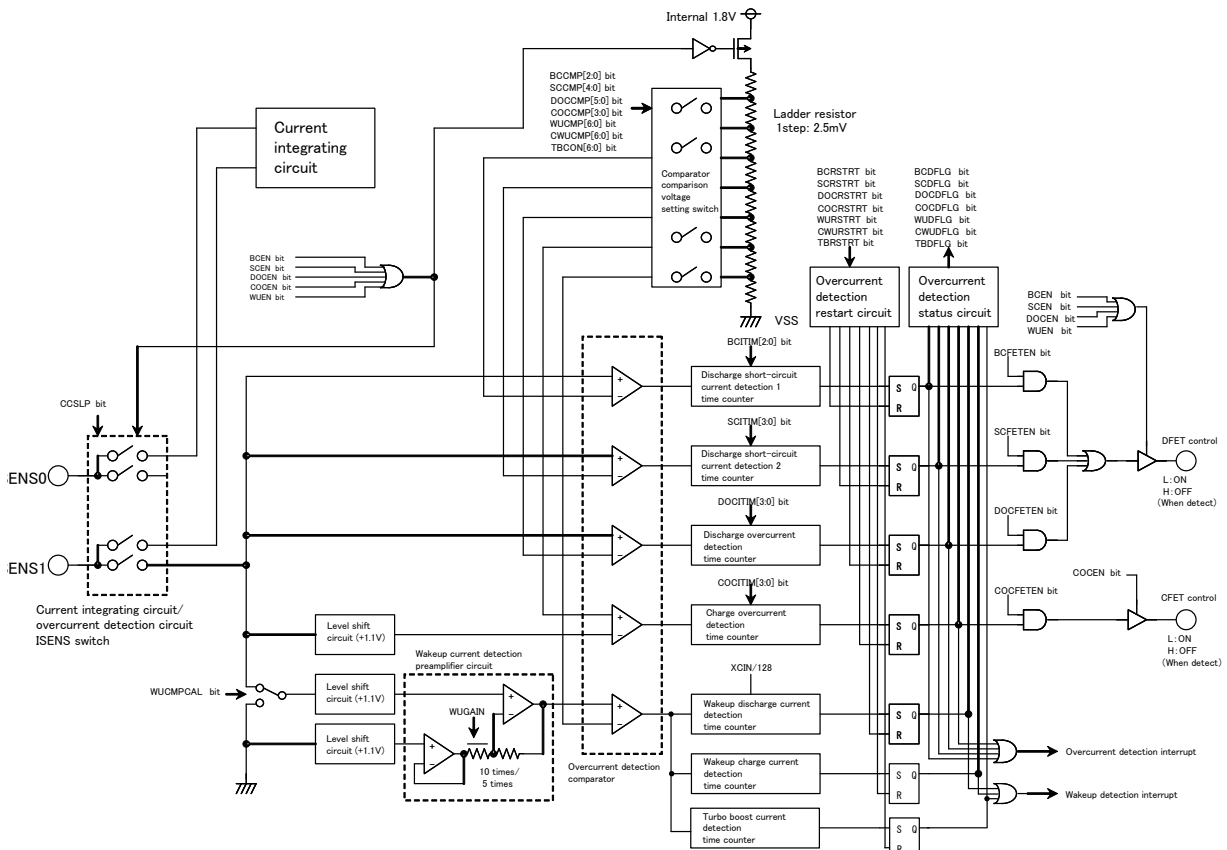 Internal 1.8V
BCCMP[2:0] bit
SCCMP[4:0] bit
DOCCMP[5:0] bit
COCCMP[3:0] bit
WUCMP[6:0] bit
CWUCMP[6:0] bit
TBCON[6:0] bit
Ladder resistor
1step: 2.5mV
Current
integrating
circuit
Comparator
comparison
voltage
setting switch
BCRSTRT bit
SCRSTRT bit
DOCRSTRT bit
COCRSTRT bit
WURSTRT bit
CWURSTRT bit
TBRSTRT bit
BCDFLG bit
SCDFLG bit
DOCDFLG bit
COCDFLG bit
WUDFLG bit
CWUDFLG bit
TBDFLG bit
BCEN bit
SCEN bit
DOCEN bit
COCEN bit
WUEN bit
Overcurrent
detection
restart circuit
Overcurrent
detection
status circuit
BCEN bit
SCEN bit
DOCEN bit
WUEN bit
VSS
BCITIM[2:0] bit
Discharge short-circuit
current detection 1
time counter
S Q
R
BCFETEN bit
CCSLP bit
SCITIM[3:0] bit
Discharge short-circuit
current detection 2
time counter
S Q
R
SCFETEN bit
DFET control
L:ON
H:OFF
(When detect)
ENS0
DOCITIM[3:0] bit
Discharge overcurrent
detection
time counter
S Q
R
DOCFETEN bit
ENS1
COCITIM[3:0] bit
Charge overcurrent
detection
time counter
S Q
R
COCFETEN bit
COCEN bit
CFET control
L:ON
H:OFF
(When detect)
Current integrating circuit/
overcurrent detection circuit
ISENS switch
Level shift
circuit (+1.1V)
Wakeup current detection
preamplifier circuit
XCIN/128
WUCMPCAL bit
Level shift
circuit (+1.1V)
WUGAIN
Wakeup discharge current
detection
time counter
S Q
R
Level shift
circuit (+1.1V)
10 times/
5 times
Overcurrent detection
comparator
Overcurrent detection interrupt
Wakeup charge current
detection
time counter
S Q
R
Wakeup detection interrupt
Turbo boost current
detection
time counter
S Q
R
+
−
+
−
+
−
+
−
+
−
+
−
+
−